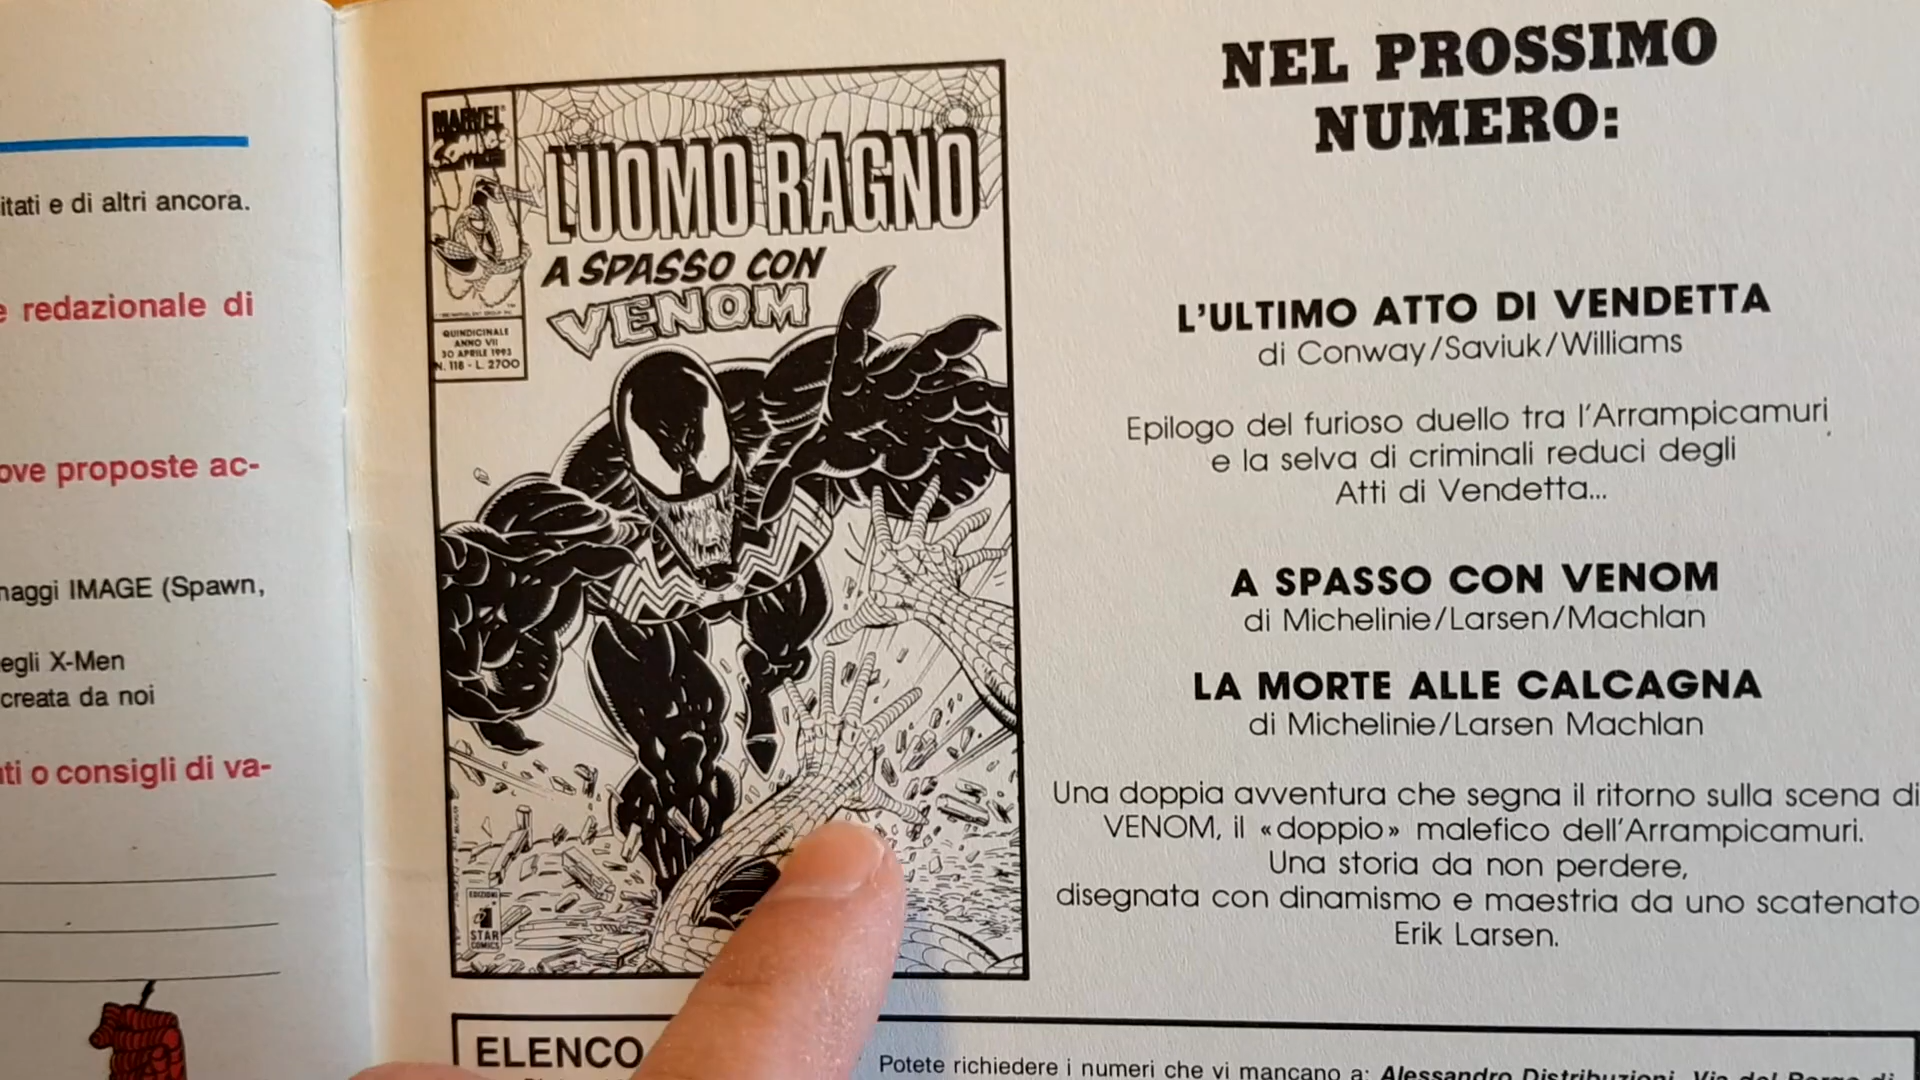 itati e di altri ancora.
redazionale di
ove proposte ac-
maggi IMAGE (Spawn,
egli X-Men
creata da noi
ti o consigli di va-
MARVEL
COMICS
L'UOMO RAGNO
A SPASSO CON
VENOM
QUINDICINALE
ANNO VII
30 APRILE 1993
N. 118 - L. 2700
EDIZIONI
STAR
COMICS
NEL PROSSIMO
NUMERO:
L'ULTIMO ATTO DI VENDETTA
di Conway/Saviuk/Williams
Epilogo del furioso duello tra l'Arrampicamuri
e la selva di criminali reduci degli
Atti di Vendetta...
A SPASSO CON VENOM
di Michelinie/Larsen/Machlan
LA MORTE ALLE CALCAGNA
di Michelinie/Larsen Machlan
Una doppia avventura che segna il ritorno sulla scena di
VENOM, il «doppio» malefico dell'Arrampicamuri.
Una storia da non perdere,
disegnata con dinamismo e maestria da uno scatenato
Erik Larsen.
ELENCO
Potete richiedere i numeri che vi mancano a: Alessandro Distribuzioni, Via del Borgo di